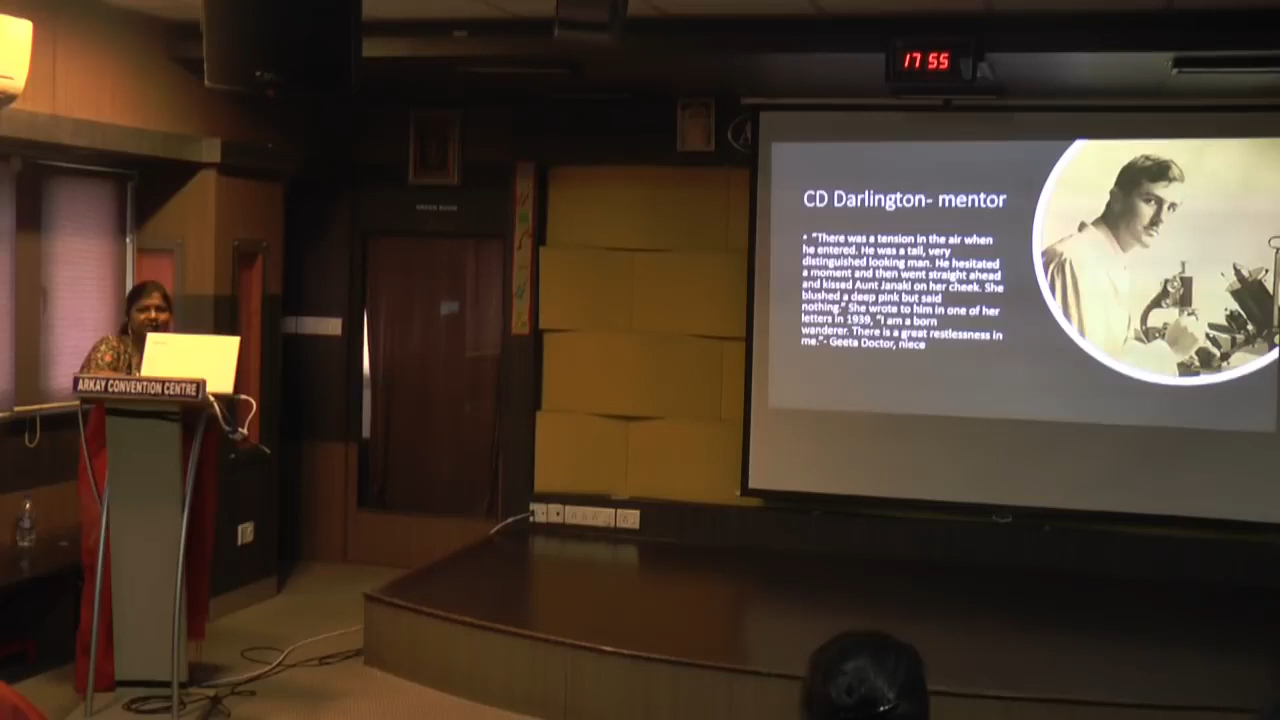 17 55
GREEN ROOM
CD Darlington- mentor
• "There was a tension in the air when
he entered. He was a tall, very
distinguished looking man. He hesitated
a moment and then went straight ahead
and kissed Aunt Janaki on her cheek. She
blushed a deep pink but said
nothing." She wrote to him in one of her
letters in 1939, "I am a born
wanderer. There is a great restlessness in
me."- Geeta Doctor, niece
ARKAY CONVENTION CENTRE